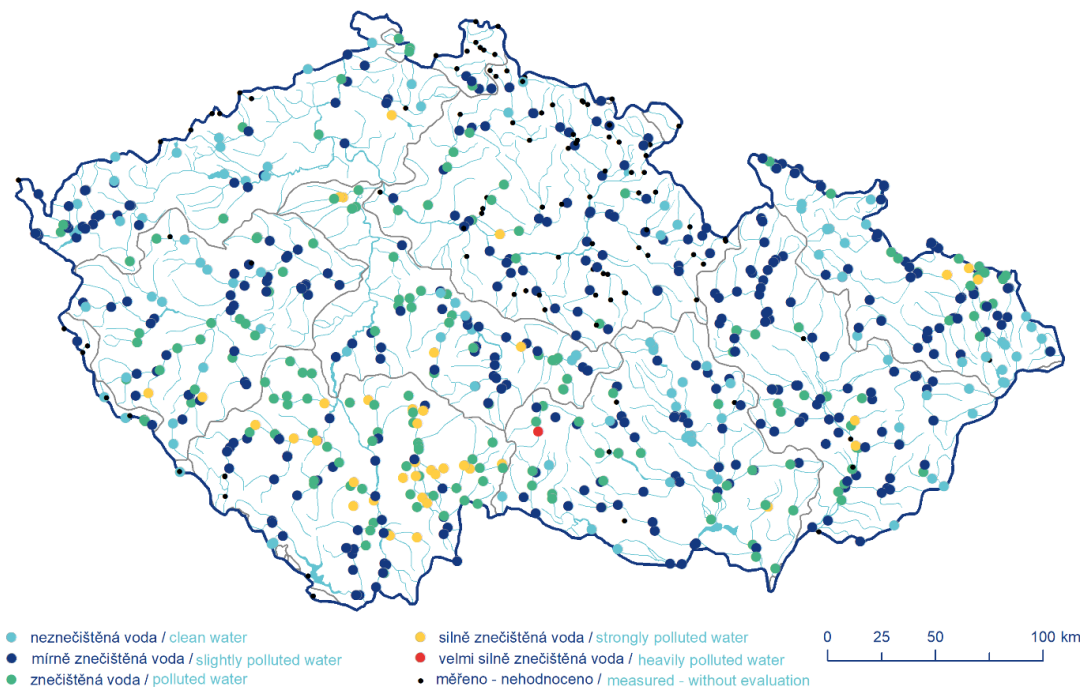 neznečištěná voda / clean water
mírně znečištěná voda / slightly polluted water
znečištěná voda / polluted water
silně znečištěná voda / strongly polluted water
velmi silně znečištěná voda / heavily polluted water
měřeno - nehodnoceno / measured - without evaluation
0 25 50 100 km